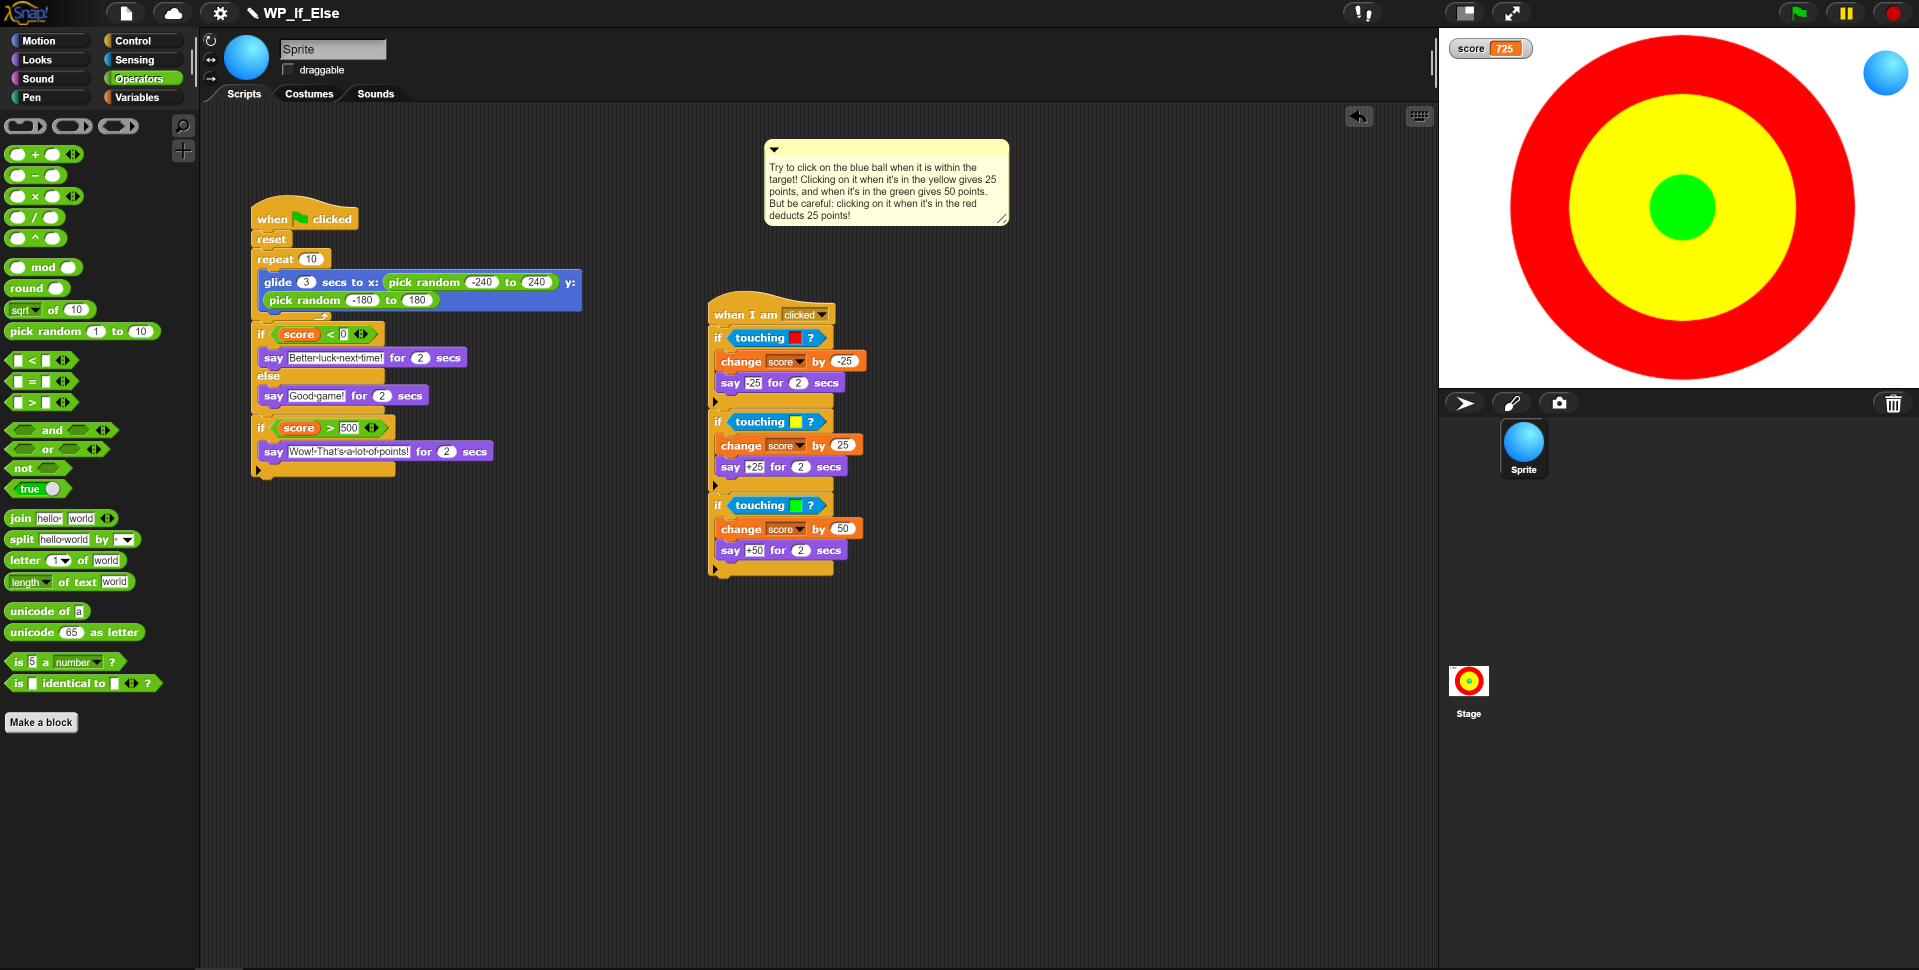 Snap!
WP_If_Else
Motion
Control
Looks
Sensing
Sound
Operators
Pen
Variables
+
−
×
/
^
mod
round
sqrt of 10
pick random 1 to 10
<
=
>
and
or
not
true
join hello world
split hello world by
letter 1 of world
length of text world
unicode of a
unicode 65 as letter
is 5 a number ?
is identical to ?
Make a block
Sprite
draggable
Scripts
Costumes
Sounds
when clicked
reset
repeat 10
glide 3 secs to x: pick random -240 to 240 y:
pick random -180 to 180
if score < 0
say Better luck next time! for 2 secs
else
say Good game! for 2 secs
if score > 500
say Wow! That's a lot of points! for 2 secs
Try to click on the blue ball when it is within the
target! Clicking on it when it's in the yellow gives 25
points, and when it's in the green gives 50 points.
But be careful: clicking on it when it's in the red
deducts 25 points!
when I am clicked
if touching ?
change score by -25
say -25 for 2 secs
if touching ?
change score by 25
say +25 for 2 secs
if touching ?
change score by 50
say +50 for 2 secs
score 725
Sprite
Stage